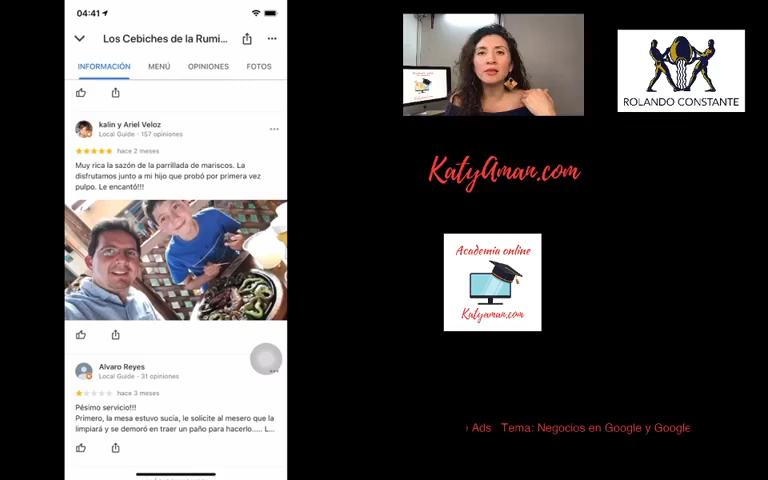 04:41
Los Cebiches de la Rumi...
INFORMACIÓN MENÚ OPINIONES FOTOS
kalin y Ariel Veloz
Local Guide · 157 opiniones
hace 2 meses
Muy rica la sazón de la parrillada de mariscos. La
disfrutamos junto a mi hijo que probó por primera vez
pulpo. Le encantó!!!
Alvaro Reyes
Local Guide · 31 opiniones
hace 3 meses
Pésimo servicio!!!
Primero, la mesa estuvo sucia, le solicite al mesero que la
limpiará y se demoró en traer un paño para hacerlo..... L...
ROLANDO CONSTANTE
KatyAman.com
Academia online
Katyaman.com
Ads Tema: Negocios en Google y Google